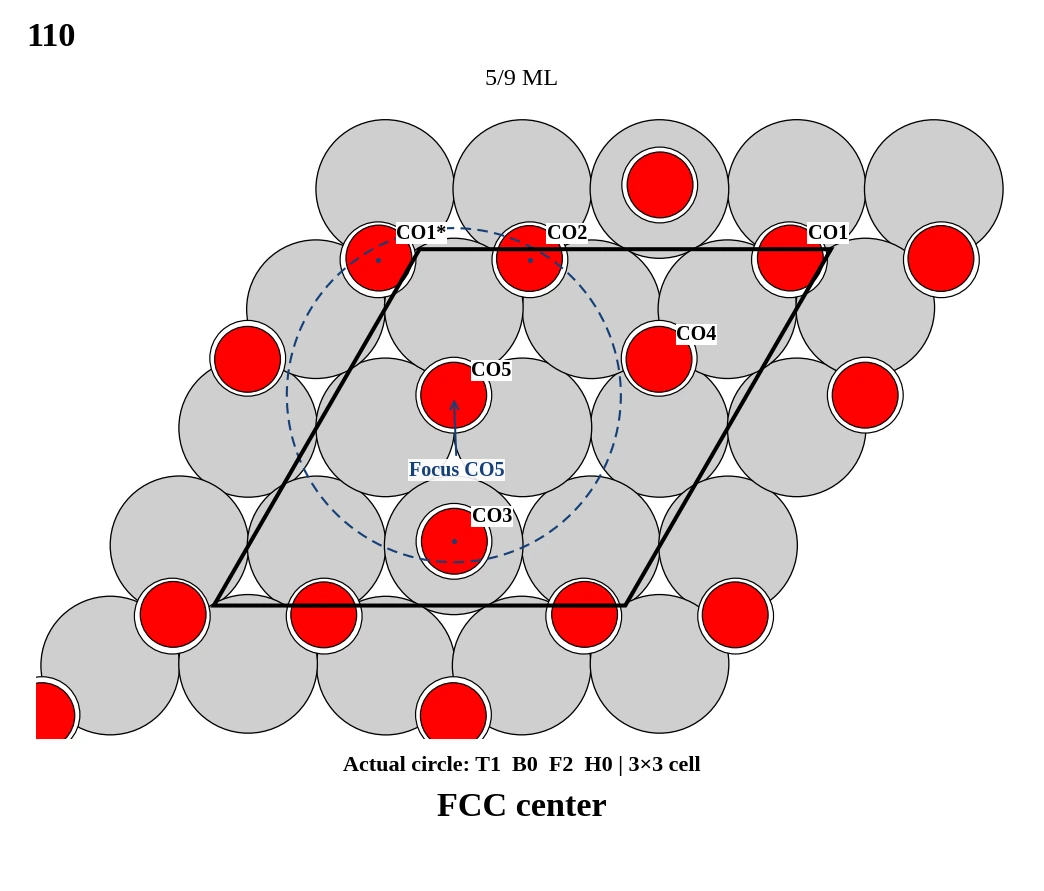 110
5/9 ML
CO1*
CO2
CO1
CO4
CO5
Focus CO5
CO3
Actual circle: T1 B0 F2 H0 | 3×3 cell
FCC center